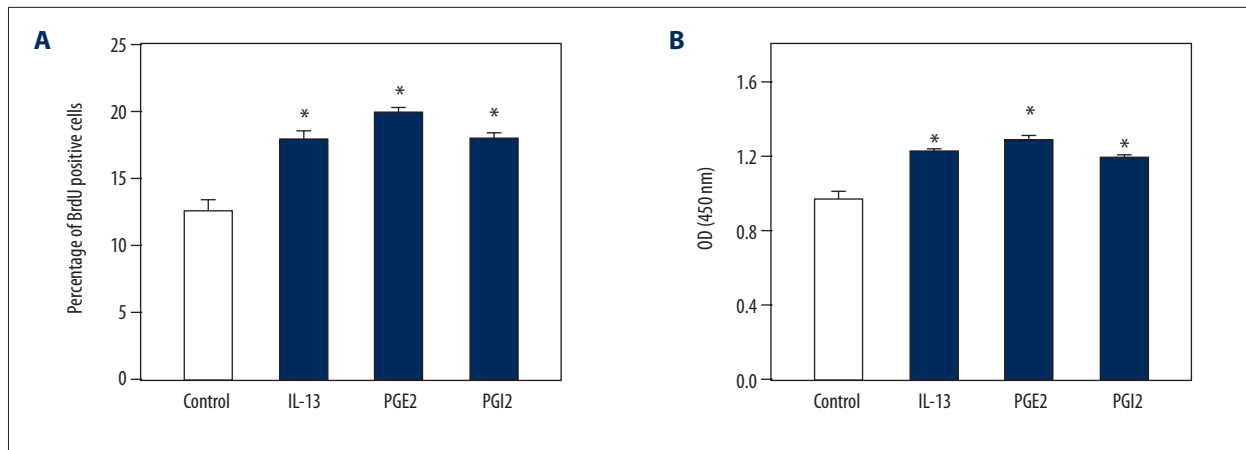 A
Percentage of BrdU positive cells
25
20
15
10
5
0
*
*
*
Control
IL-13
PGE2
PGI2
B
OD (450 nm)
1.6
1.2
0.8
0.4
0.0
*
*
*
Control
IL-13
PGE2
PGI2